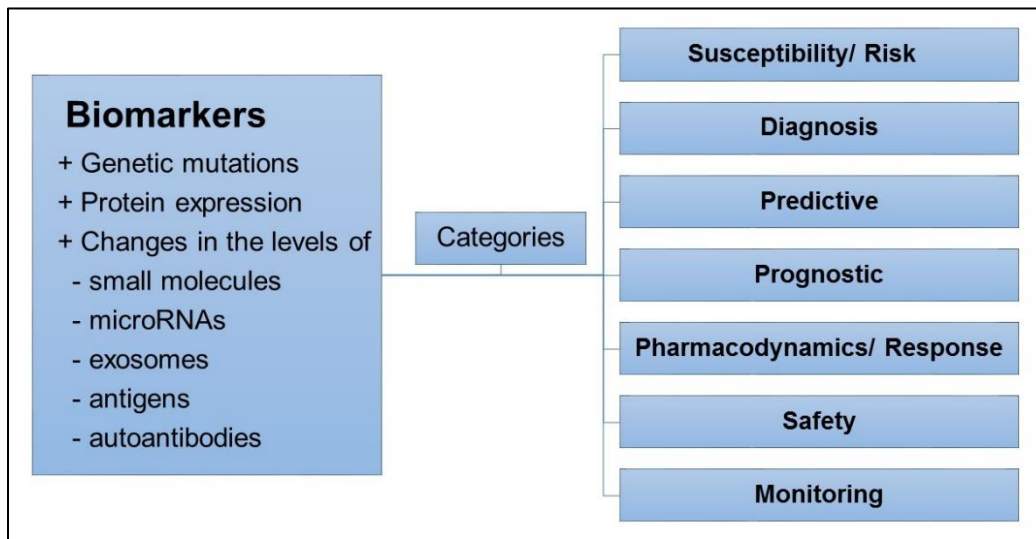 Biomarkers
+ Genetic mutations
+ Protein expression
+ Changes in the levels of
- small molecules
- microRNAs
- exosomes
- antigens
- autoantibodies
Categories
Susceptibility/ Risk
Diagnosis
Predictive
Prognostic
Pharmacodynamics/ Response
Safety
Monitoring